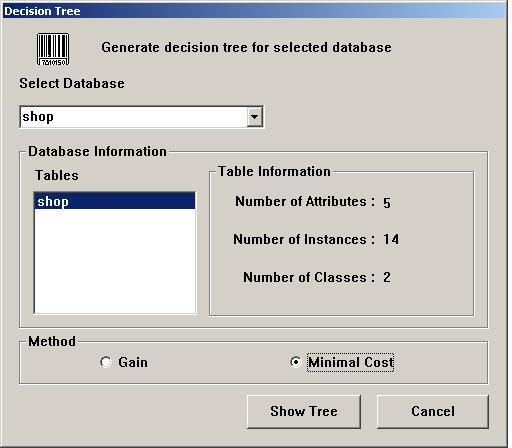 Decision Tree
Generate decision tree for selected database
Select Database
shop
Database Information
Tables
shop
Table Information
Number of Attributes : 5
Number of Instances : 14
Number of Classes : 2
Method
Gain
Minimal Cost
Show Tree
Cancel